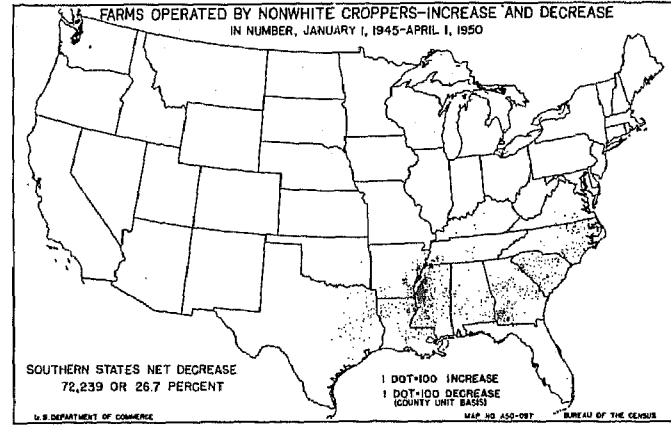 FARMS OPERATED BY NONWHITE CROPPERS-INCREASE AND DECREASE
IN NUMBER, JANUARY 1, 1945-APRIL 1, 1950
SOUTHERN STATES NET DECREASE
72,239 OR 26.7 PERCENT
1 DOT=100 INCREASE
1 DOT=100 DECREASE
(COUNTY UNIT BASIS)
U. S. DEPARTMENT OF COMMERCE
MAP NO A50-097
BUREAU OF THE CENSUS